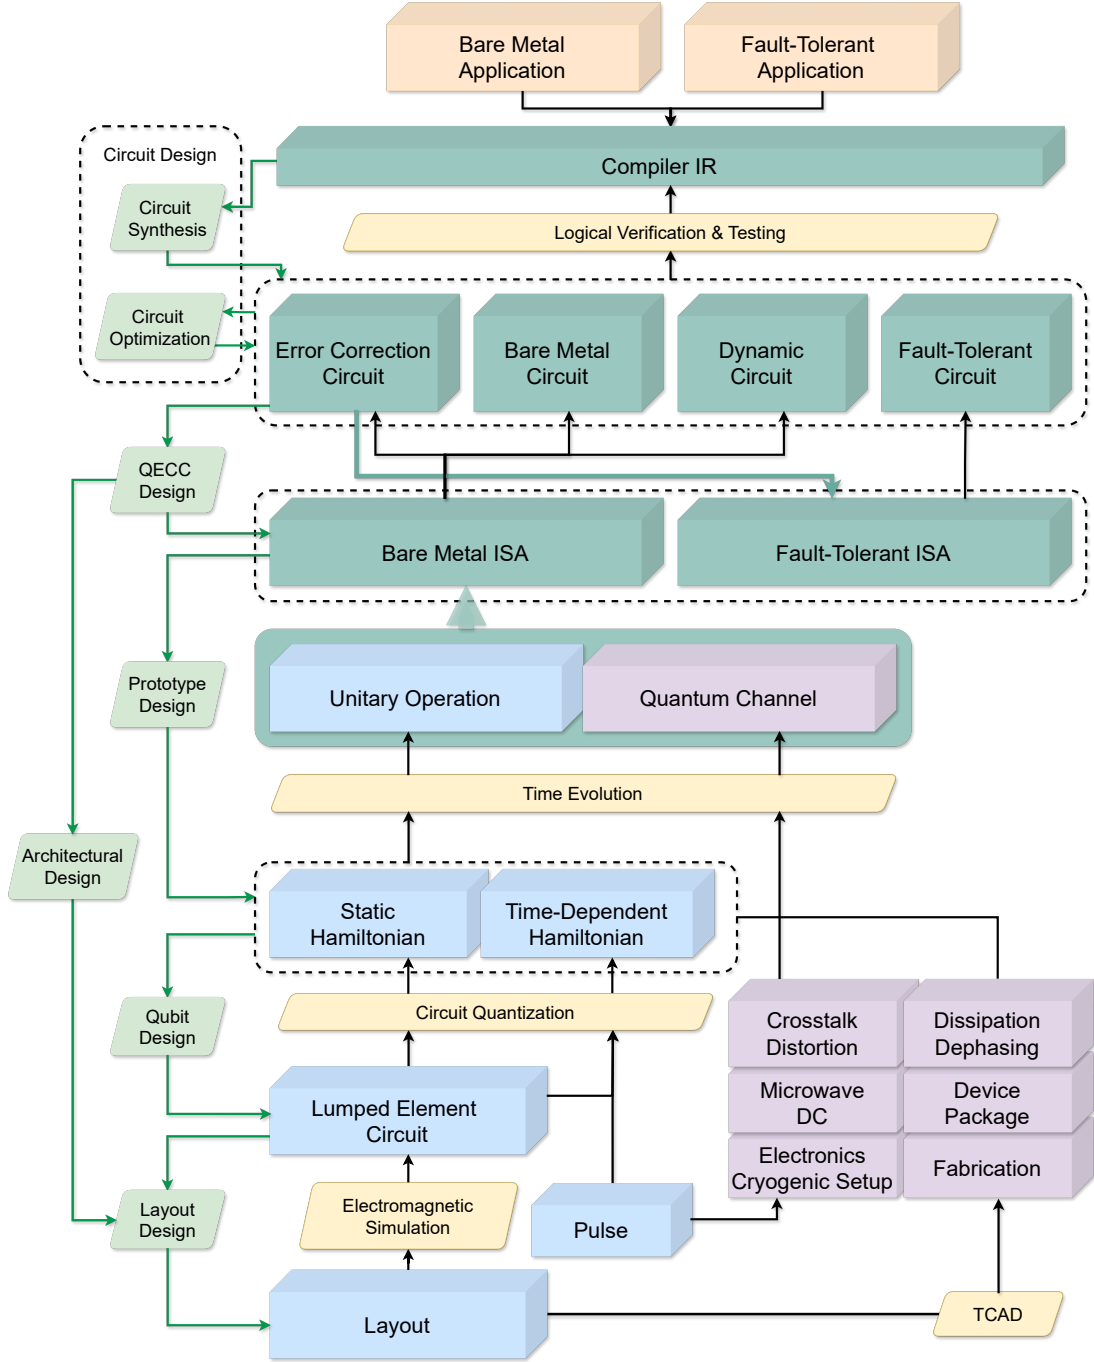 Bare Metal
Application
Fault-Tolerant
Application
Circuit Design
Compiler IR
Circuit
Synthesis
Logical Verification & Testing
Circuit
Optimization
Error Correction
Circuit
Bare Metal
Circuit
Dynamic
Circuit
Fault-Tolerant
Circuit
QECC
Design
Bare Metal ISA
Fault-Tolerant ISA
Prototype
Design
Unitary Operation
Quantum Channel
Time Evolution
Architectural
Design
Static
Hamiltonian
Time-Dependent
Hamiltonian
Qubit
Design
Circuit Quantization
Crosstalk
Distortion
Dissipation
Dephasing
Lumped Element
Circuit
Microwave
DC
Device
Package
Electronics
Cryogenic Setup
Fabrication
Layout
Design
Electromagnetic
Simulation
Pulse
Layout
TCAD